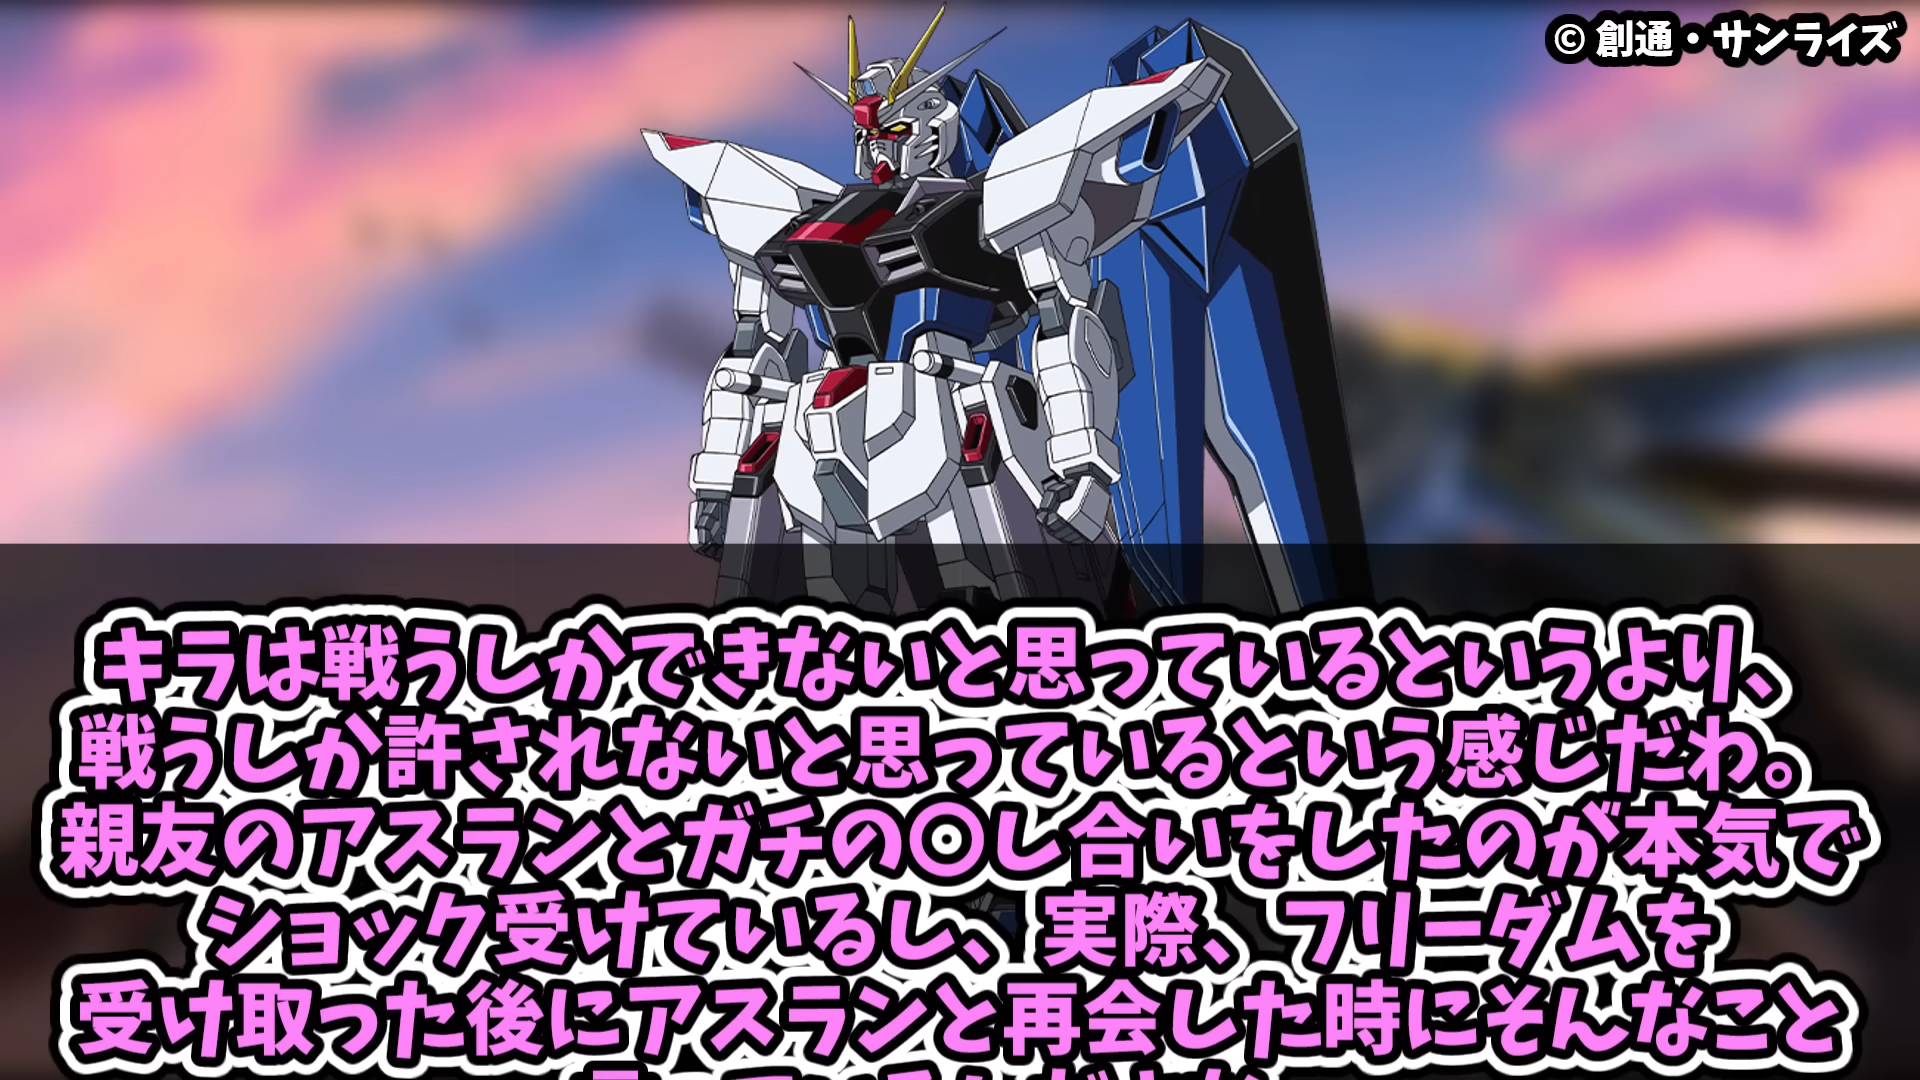 © 創通・サンライズ
キラは戦うしかできないと思っているというより、
戦うしか許されないと思っているという感じだわ。
親友のアスランとガチの〇し合いをしたのが本気で
ショック受けているし、実際、フリーダムを
受け取った後にアスランと再会した時にそんなこと